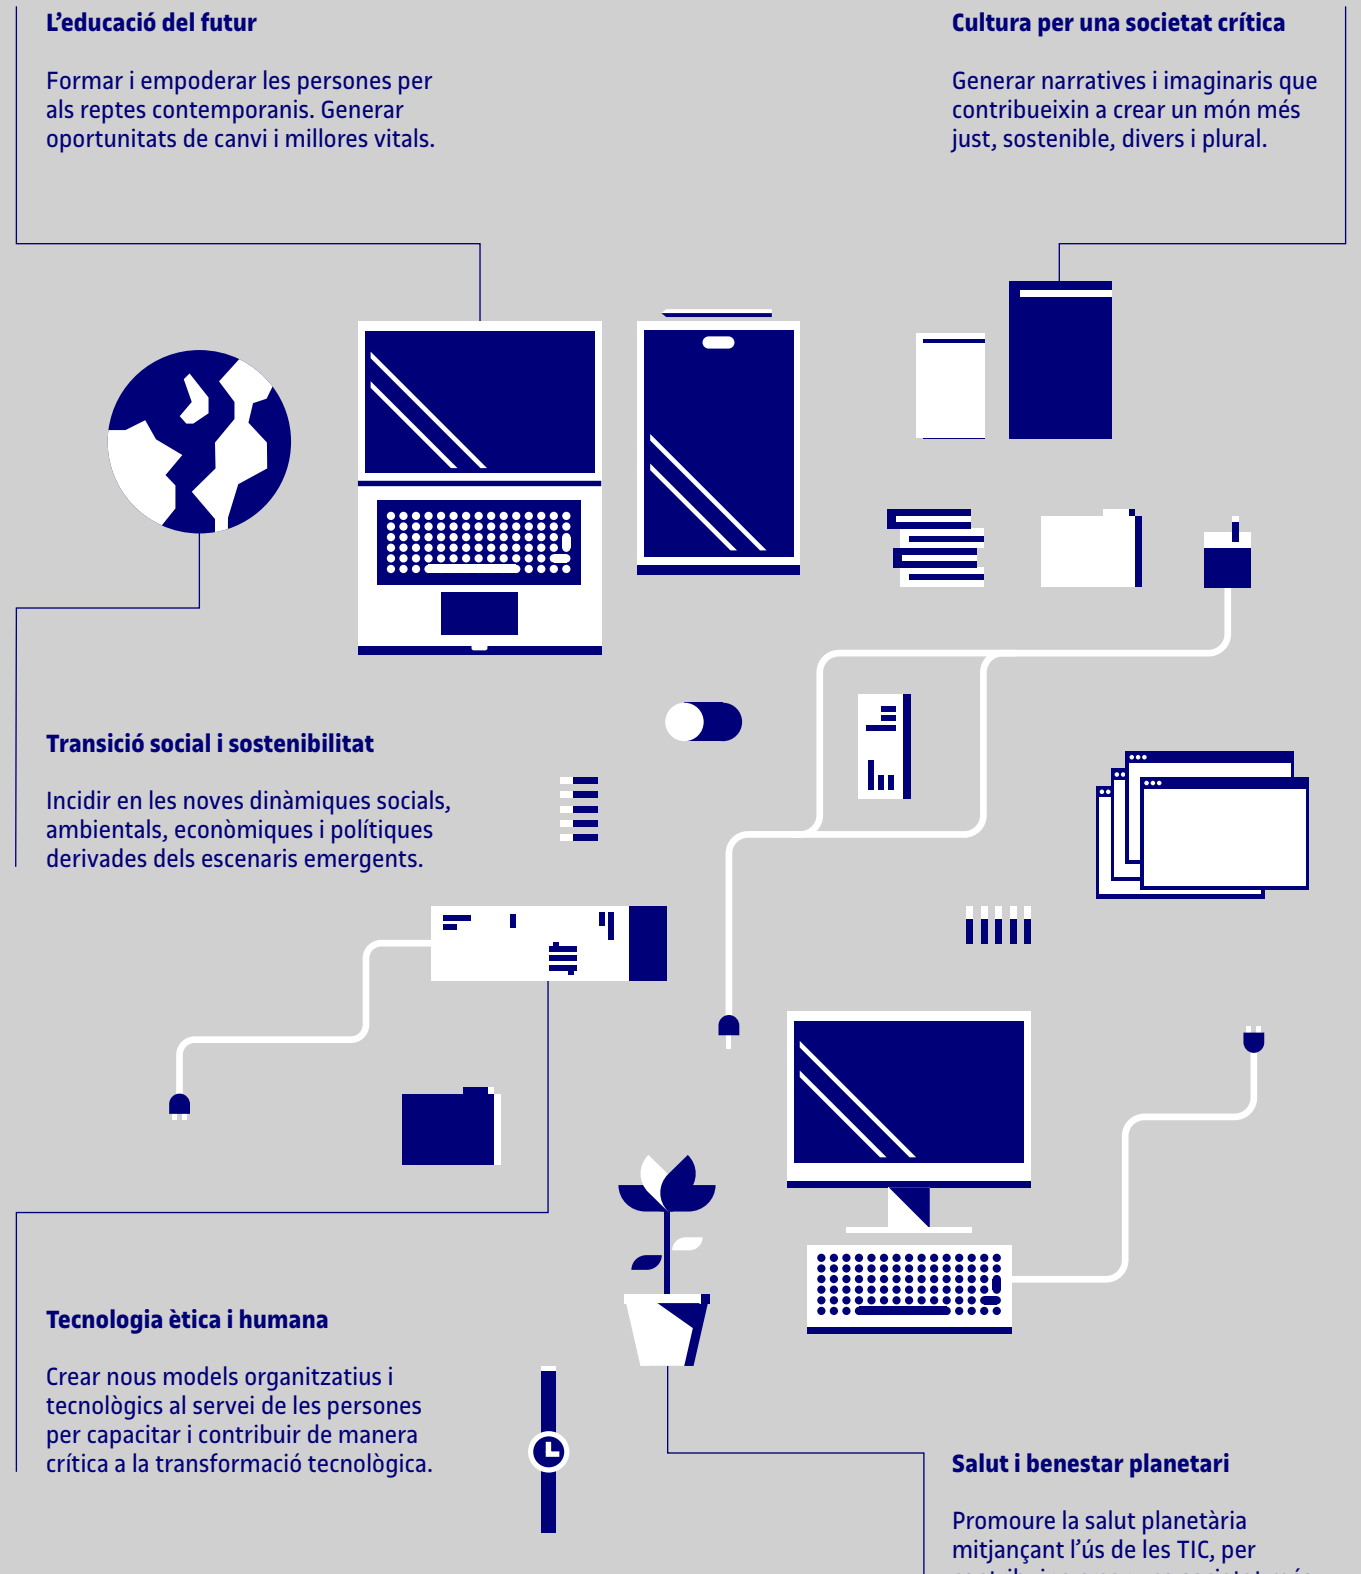 L’educació del futur
Formar i empoderar les persones per
als reptes contemporanis. Generar
oportunitats de canvi i millores vitals.
Cultura per una societat crítica
Generar narratives i imaginaris que
contribueixin a crear un món més
just, sostenible, divers i plural.
Transició social i sostenibilitat
Incidir en les noves dinàmiques socials,
ambientals, econòmiques i polítiques
derivades dels escenaris emergents.
Tecnologia ètica i humana
Crear nous models organitzatius i
tecnològics al servei de les persones
per capacitar i contribuir de manera
crítica a la transformació tecnològica.
Salut i benestar planetari
Promoure la salut planetària
mitjançant l’ús de les TIC, per